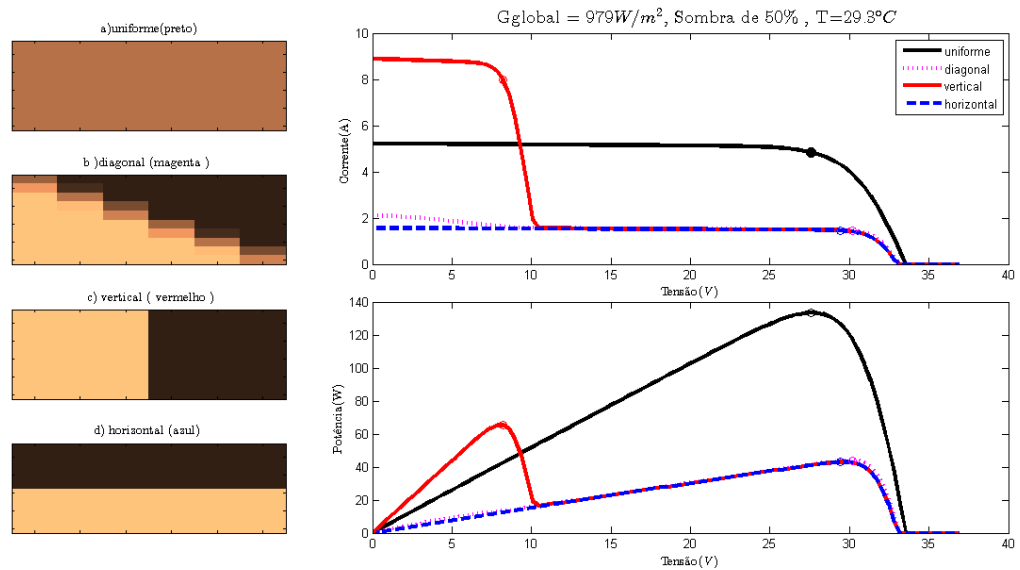 a)uniforme(preto)
b )diagonal (magenta )
c) vertical ( vermelho )
d) horizontal (azul)
Gglobal = 979W/m², Sombra de 50% , T=29.3ºC
10
8
6
4
2
0
Corrente(A)
uniforme
diagonal
vertical
horizontal
0 5 10 15 20 25 30 35 40
Tensão(V)
140
120
100
80
60
40
20
0
Potência(W)
0 5 10 15 20 25 30 35 40
Tensão(V)